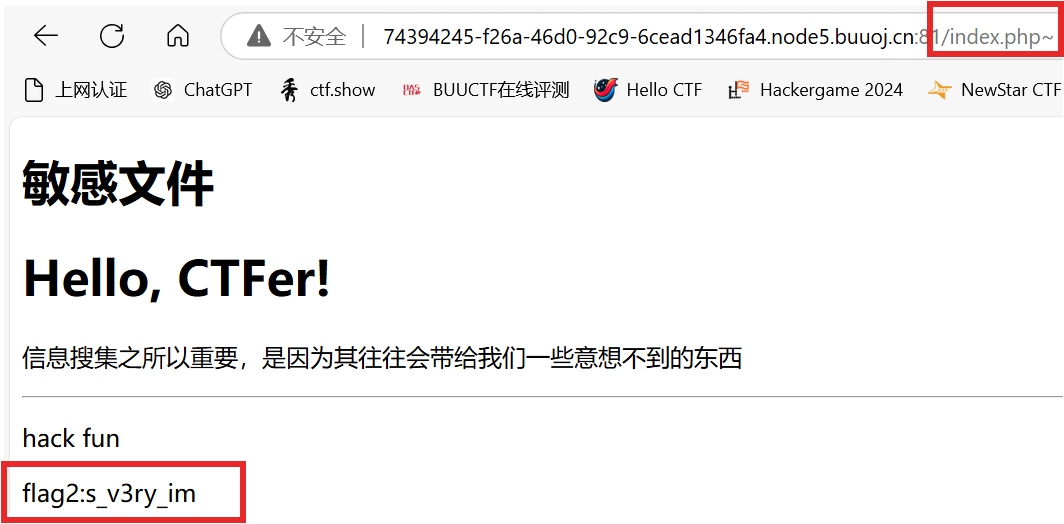 不安全 74394245-f26a-46d0-92c9-6cead1346fa4.node5.buuoj.cn:81/index.php~
上网认证 ChatGPT ctf.show BUUCTF在线评测 Hello CTF Hackergame 2024 NewStar CTF
敏感文件
Hello, CTFer!
信息搜集之所以重要，是因为其往往会带给我们一些意想不到的东西
hack fun
flag2:s_v3ry_im